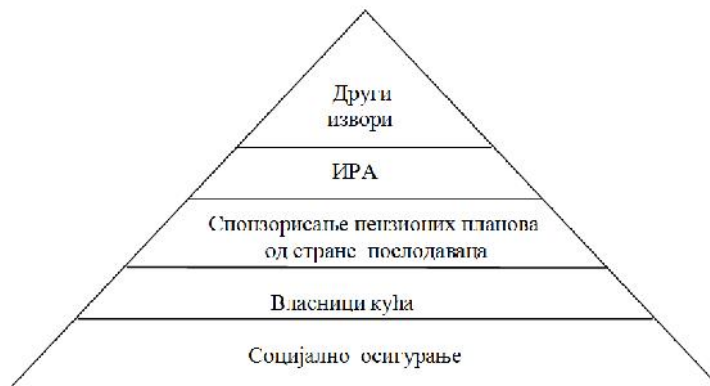 Други
извори
ИРА
Спонзорисање пензионих планова
од стране послодаваца
Власници кућа
Социјално осигурање